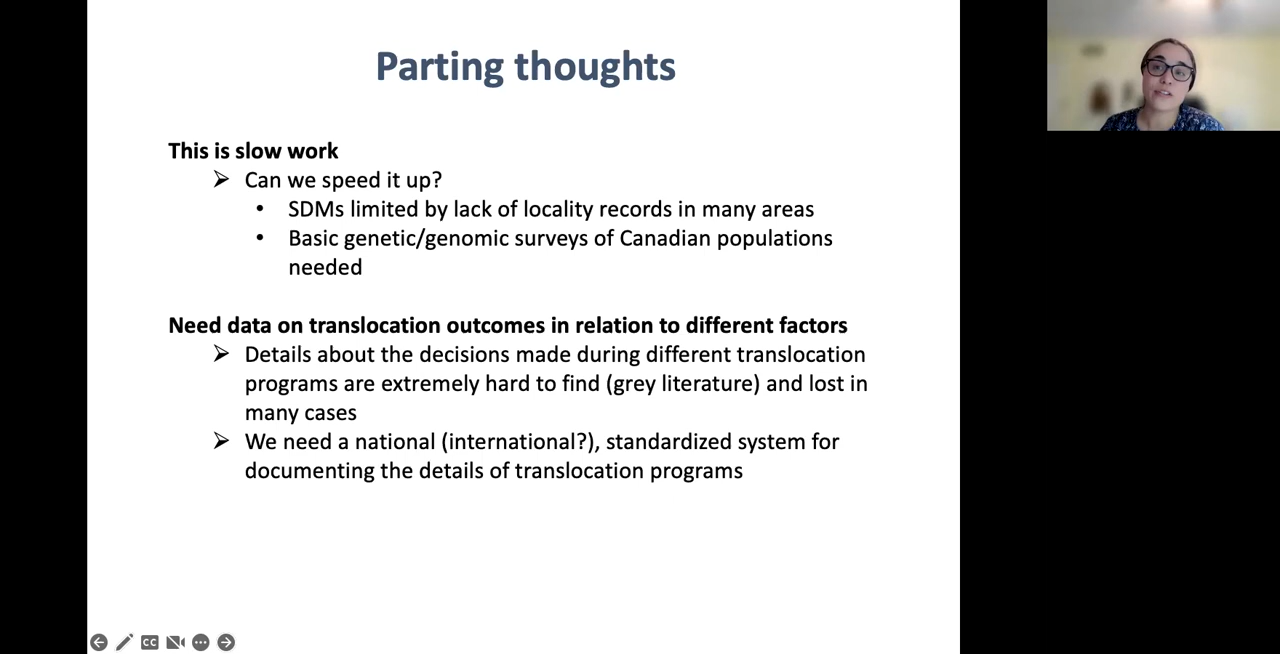 Parting thoughts
This is slow work
➢ Can we speed it up?
• SDMs limited by lack of locality records in many areas
• Basic genetic/genomic surveys of Canadian populations
needed
Need data on translocation outcomes in relation to different factors
➢ Details about the decisions made during different translocation
programs are extremely hard to find (grey literature) and lost in
many cases
➢ We need a national (international?), standardized system for
documenting the details of translocation programs
CC